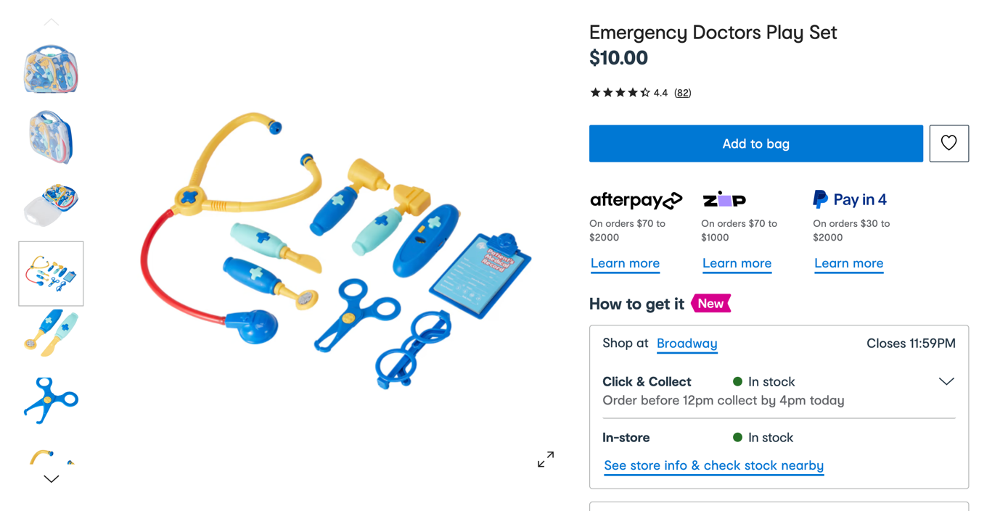 Emergency Doctors Play Set
$10.00
4.4 (82)
Add to bag
afterpay
zip
Pay in 4
On orders $70 to
$2000
On orders $70 to
$1000
On orders $30 to
$2000
Learn more
Learn more
Learn more
How to get it New
Shop at Broadway
Closes 11:59PM
Click & Collect
In stock
Order before 12pm collect by 4pm today
In-store
In stock
See store info & check stock nearby
Patient's
Medical
Record